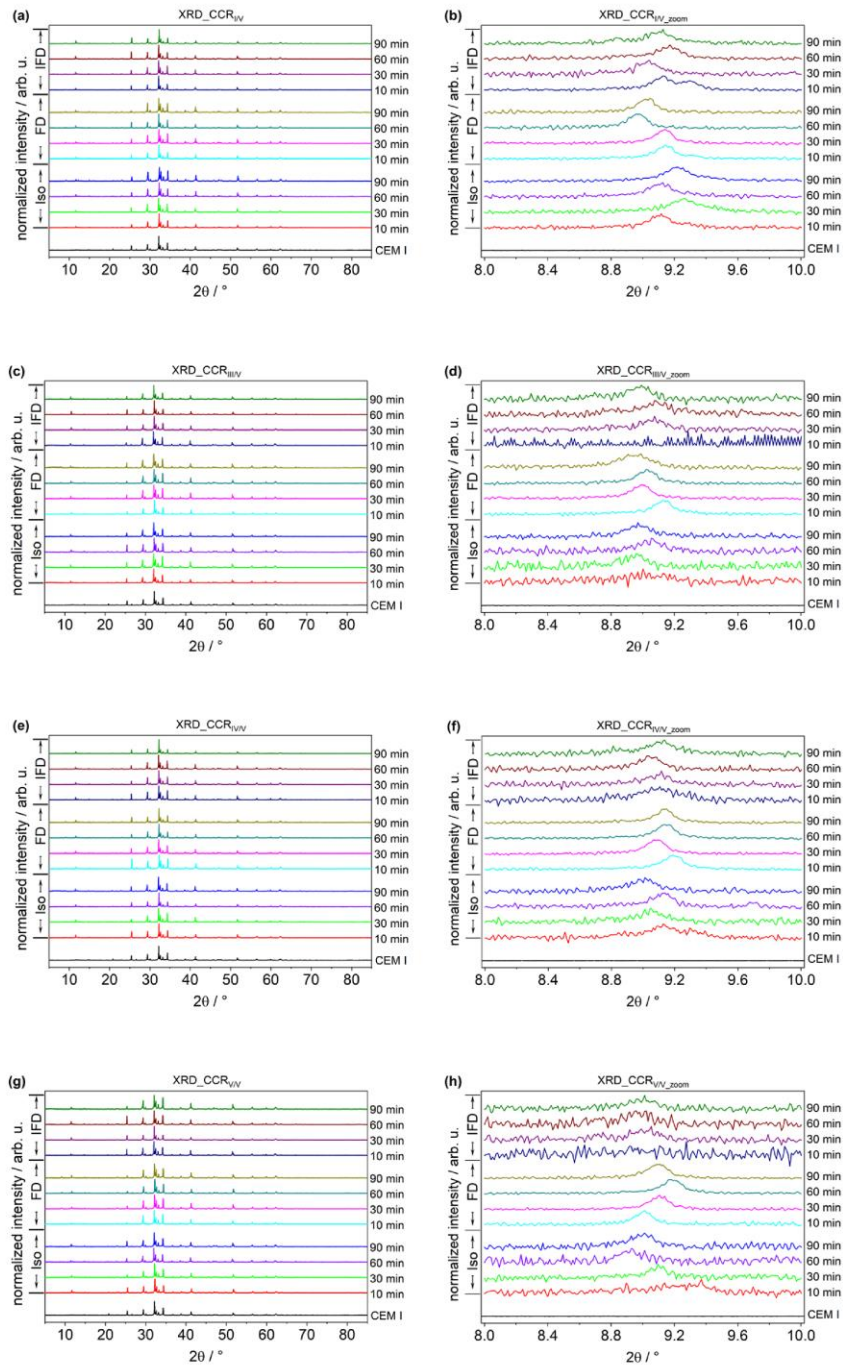 (a)
XRD_CCR I/V
normalized intensity / arb. u.
IFD
FD
Iso
90 min
60 min
30 min
10 min
90 min
60 min
30 min
10 min
90 min
60 min
30 min
10 min
CEM I
10 20 30 40 50 60 70 80
2θ / °
(b)
XRD_CCR I/V_zoom
normalized intensity / arb. u.
IFD
FD
Iso
90 min
60 min
30 min
10 min
90 min
60 min
30 min
10 min
90 min
60 min
30 min
10 min
CEM I
8.0 8.4 8.8 9.2 9.6 10.0
2θ / °
(c)
XRD_CCR III/V
normalized intensity / arb. u.
IFD
FD
Iso
90 min
60 min
30 min
10 min
90 min
60 min
30 min
10 min
90 min
60 min
30 min
10 min
CEM I
10 20 30 40 50 60 70 80
2θ / °
(d)
XRD_CCR III/V_zoom
normalized intensity / arb. u.
IFD
FD
Iso
90 min
60 min
30 min
10 min
90 min
60 min
30 min
10 min
90 min
60 min
30 min
10 min
CEM I
8.0 8.4 8.8 9.2 9.6 10.0
2θ / °
(e)
XRD_CCR IV/V
normalized intensity / arb. u.
IFD
FD
Iso
90 min
60 min
30 min
10 min
90 min
60 min
30 min
10 min
90 min
60 min
30 min
10 min
CEM I
10 20 30 40 50 60 70 80
2θ / °
(f)
XRD_CCR IV/V_zoom
normalized intensity / arb. u.
IFD
FD
Iso
90 min
60 min
30 min
10 min
90 min
60 min
30 min
10 min
90 min
60 min
30 min
10 min
CEM I
8.0 8.4 8.8 9.2 9.6 10.0
2θ / °
(g)
XRD_CCR V/V
normalized intensity / arb. u.
IFD
FD
Iso
90 min
60 min
30 min
10 min
90 min
60 min
30 min
10 min
90 min
60 min
30 min
10 min
CEM I
10 20 30 40 50 60 70 80
2θ / °
(h)
XRD_CCR V/V_zoom
normalized intensity / arb. u.
IFD
FD
Iso
90 min
60 min
30 min
10 min
90 min
60 min
30 min
10 min
90 min
60 min
30 min
10 min
CEM I
8.0 8.4 8.8 9.2 9.6 10.0
2θ / °